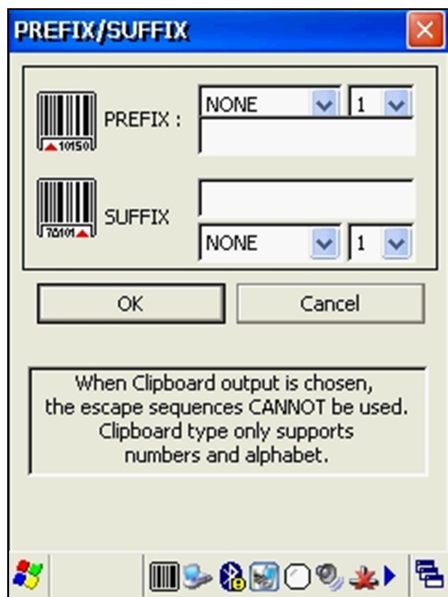 PREFIX/SUFFIX
NONE 1
PREFIX :
10150
SUFFIX
NONE 1
OK Cancel
When Clipboard output is chosen,
the escape sequences CANNOT be used.
Clipboard type only supports
numbers and alphabet.